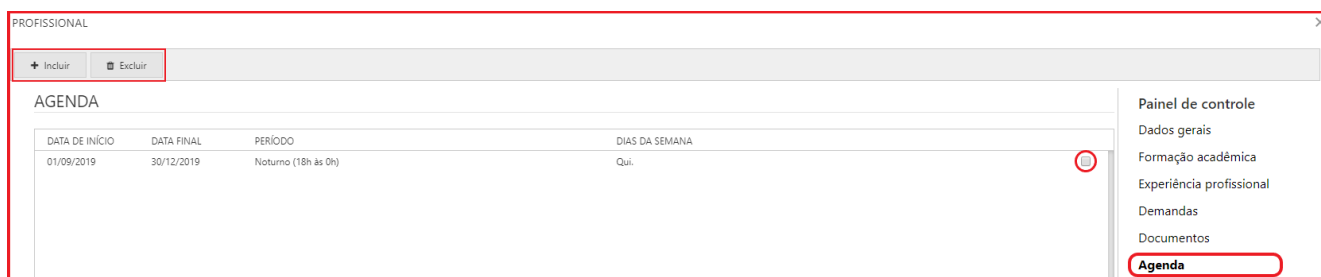 PROFISSIONAL
Incluir Excluir
AGENDA
DATA DE INÍCIO DATA FINAL PERÍODO DIAS DA SEMANA
01/09/2019 30/12/2019 Noturno (18h às 0h) Qui.
Painel de controle
Dados gerais
Formação acadêmica
Experiência profissional
Demandas
Documentos
Agenda